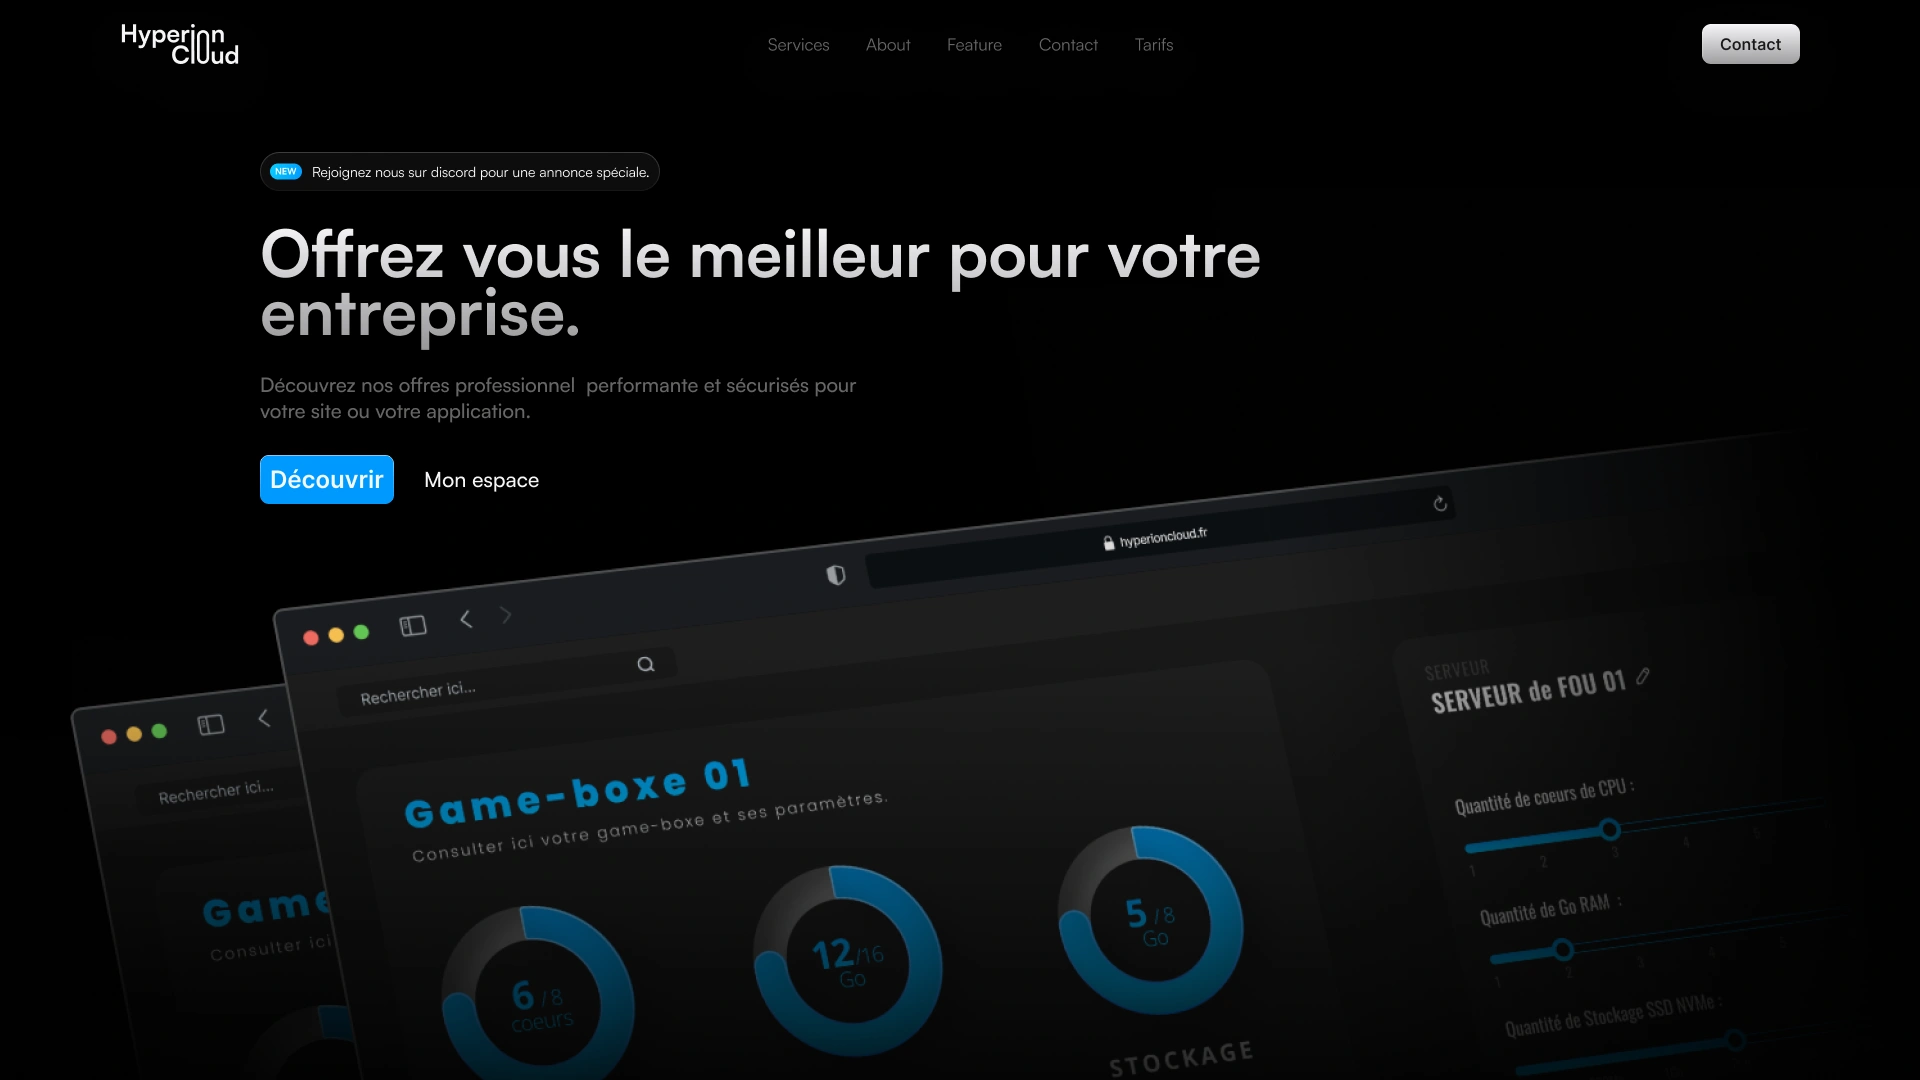 Hyperion
Cloud
Services
About
Feature
Contact
Tarifs
Contact
NEW Rejoignez nous sur discord pour une annonce spéciale.
Offrez vous le meilleur pour votre
entreprise.
Découvrez nos offres professionnel  performante et sécurisés pour
votre site ou votre application.
Découvrir
Mon espace
hyperioncloud.fr
Rechercher ici...
Game-boxe 01
Consulter ici votre game-boxe et ses paramètres.
6 /8
coeurs
12/16
Go
5 /8
Go
STOCKAGE
SERVEUR
SERVEUR de FOU 01
Quantité de coeurs de CPU :
1 2 3 4 5
Quantité de Go RAM :
1 2 3 4 5
Quantité de Stockage SSD NVMe :
Rechercher ici...
Game
Consulter ici